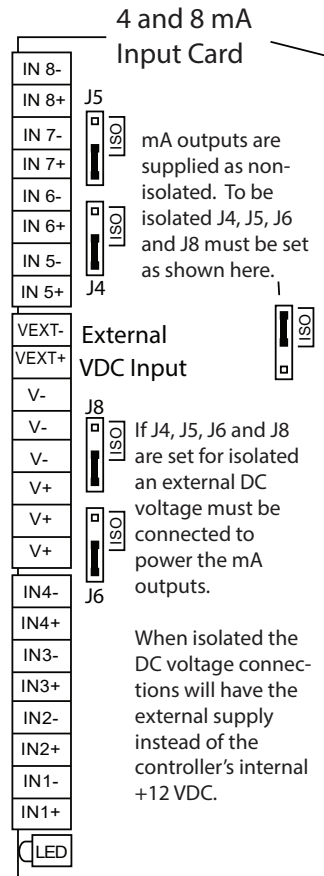 4 and 8 mA
Input Card
IN 8-
IN 8+
IN 7-
IN 7+
IN 6-
IN 6+
IN 5-
IN 5+
J5
ISO
ISO
J4
mA outputs are
supplied as non-
isolated. To be
isolated J4, J5, J6
and J8 must be set
as shown here.
ISO
VEXT-
VEXT+
External
VDC Input
V-
V-
V-
V+
V+
V+
J8
ISO
ISO
J6
If J4, J5, J6 and J8
are set for isolated
an external DC
voltage must be
connected to
power the mA
outputs.
IN4-
IN4+
IN3-
IN3+
IN2-
IN2+
IN1-
IN1+
LED
When isolated the
DC voltage connec-
tions will have the
external supply
instead of the
controller's internal
+12 VDC.